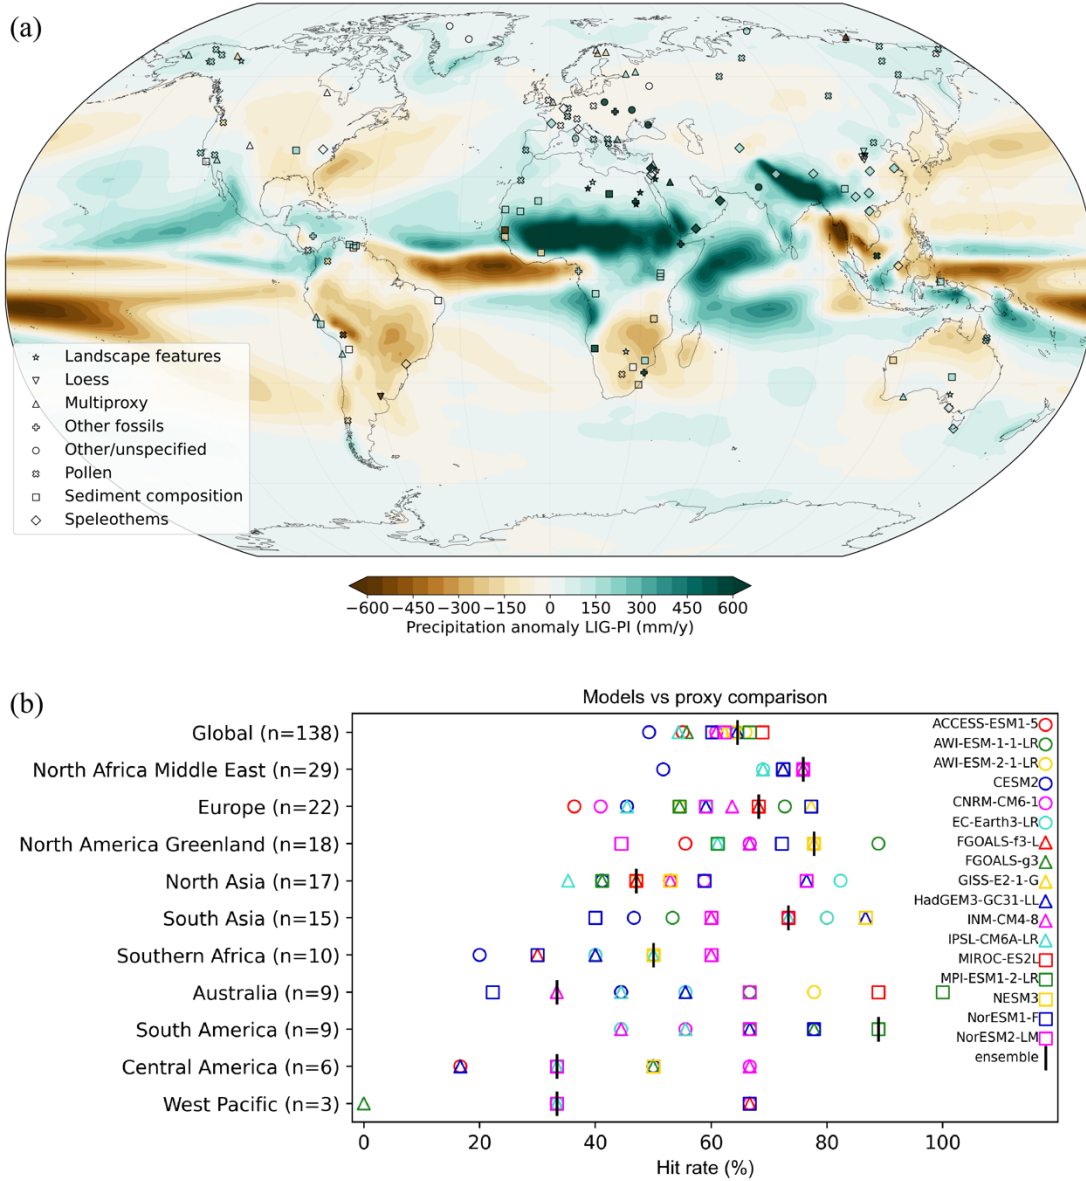 (a)
Landscape features
Loess
Multiproxy
Other fossils
Other/unspecified
Pollen
Sediment composition
Speleothems
−600 −450 −300 −150 0 150 300 450 600
Precipitation anomaly LIG-PI (mm/y)
(b)
Models vs proxy comparison
Global (n=138)
North Africa Middle East (n=29)
Europe (n=22)
North America Greenland (n=18)
North Asia (n=17)
South Asia (n=15)
Southern Africa (n=10)
Australia (n=9)
South America (n=9)
Central America (n=6)
West Pacific (n=3)
ACCESS-ESM1-5
AWI-ESM-1-1-LR
AWI-ESM-2-1-LR
CESM2
CNRM-CM6-1
EC-Earth3-LR
FGOALS-f3-L
FGOALS-g3
GISS-E2-1-G
HadGEM3-GC31-LL
INM-CM4-8
IPSL-CM6A-LR
MIROC-ES2L
MPI-ESM1-2-LR
NESM3
NorESM1-F
NorESM2-LM
ensemble
0 20 40 60 80 100
Hit rate (%)